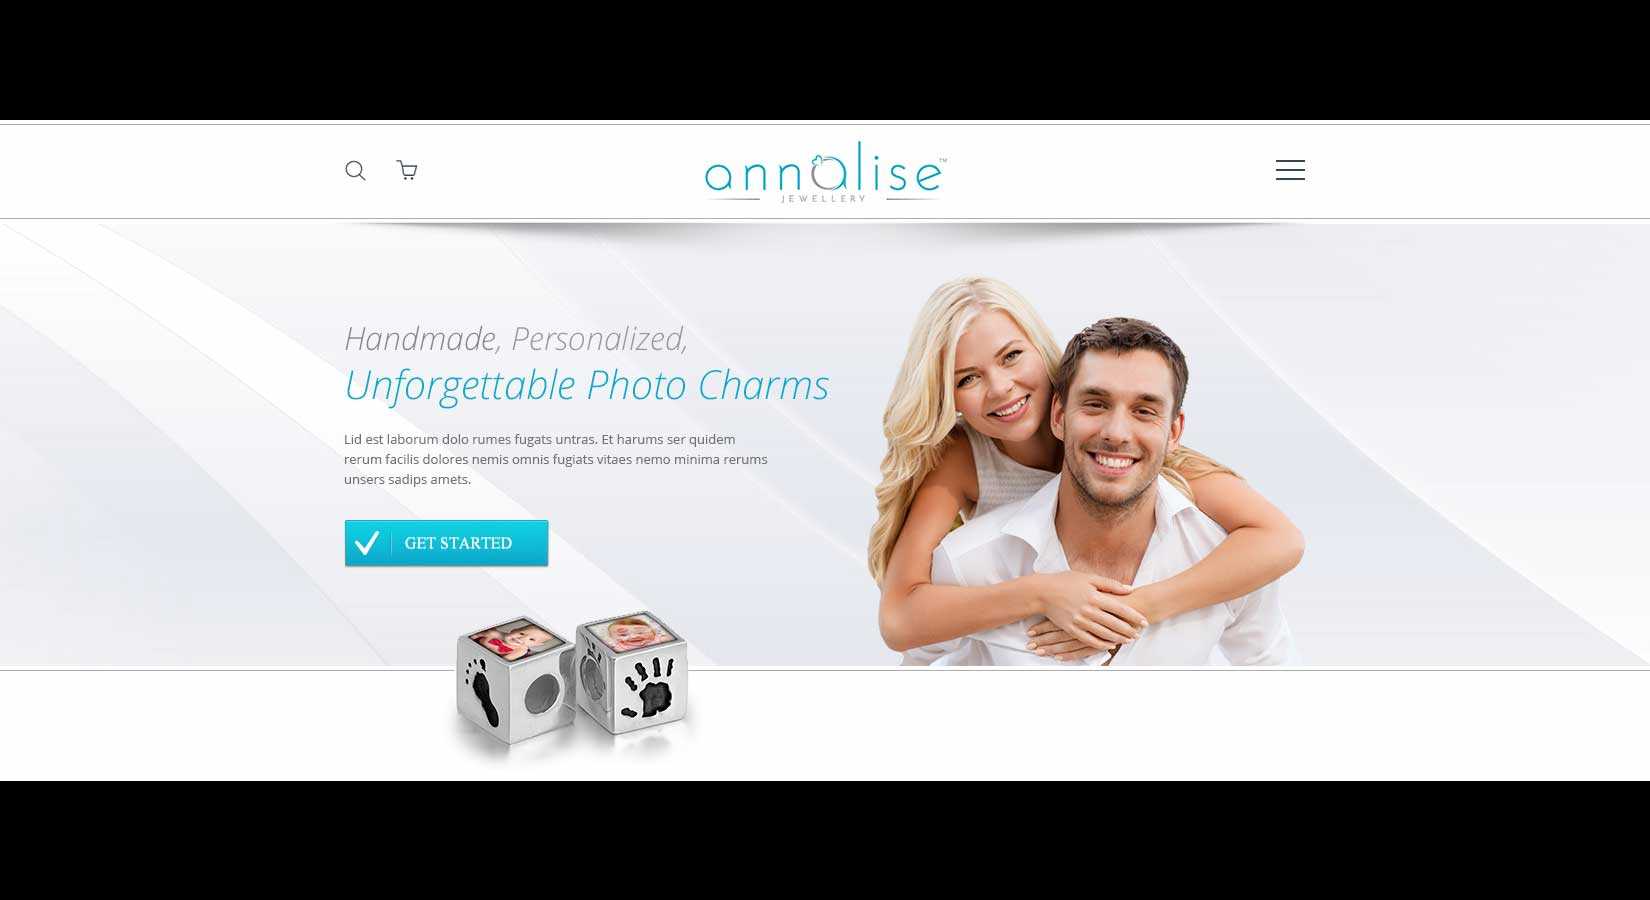 annalise™
JEWELLERY
Handmade, Personalized,
Unforgettable Photo Charms
Lid est laborum dolo rumes fugats untras. Et harums ser quidem
rerum facilis dolores nemis omnis fugiats vitaes nemo minima rerums
unsers sadips amets.
GET STARTED